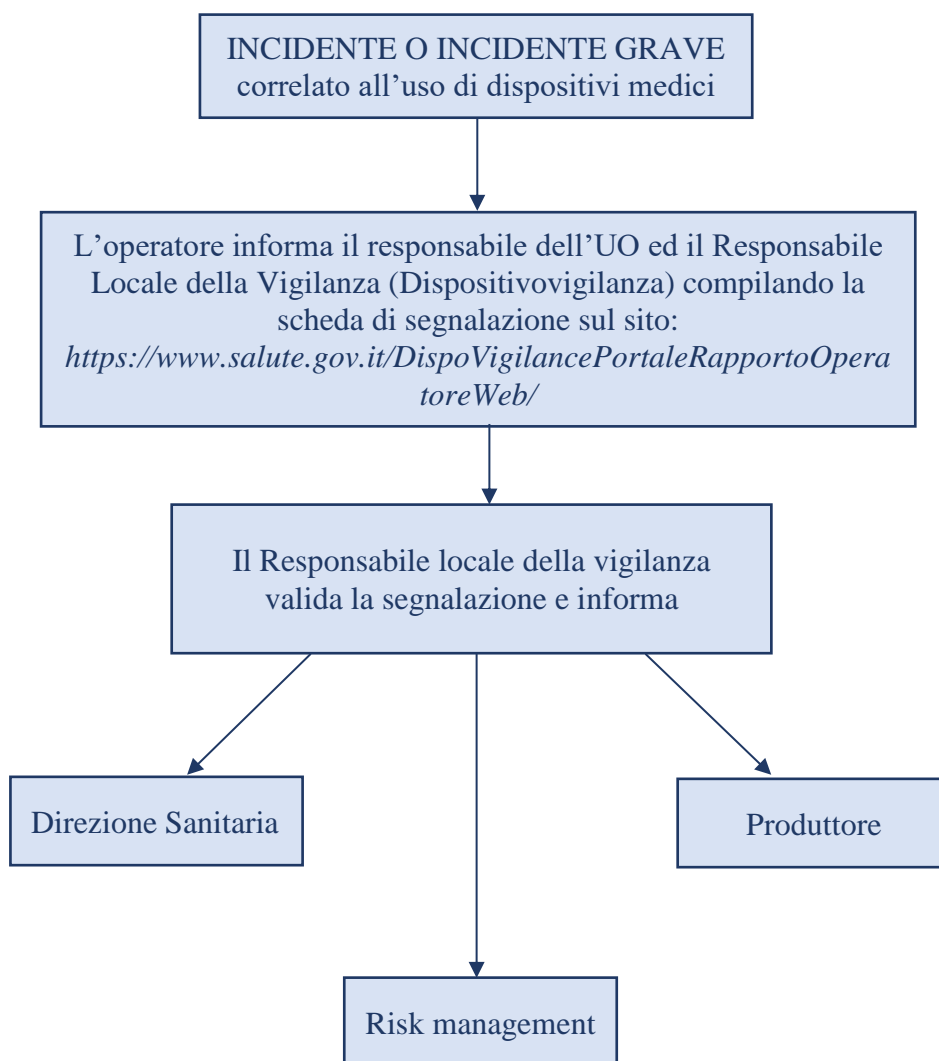 INCIDENTE O INCIDENTE GRAVE
correlato all’uso di dispositivi medici
L’operatore informa il responsabile dell’UO ed il Responsabile
Locale della Vigilanza (Dispositivovigilanza) compilando la
scheda di segnalazione sul sito:
https://www.salute.gov.it/DispoVigilancePortaleRapportoOpera
toreWeb/
Il Responsabile locale della vigilanza
valida la segnalazione e informa
Direzione Sanitaria
Produttore
Risk management